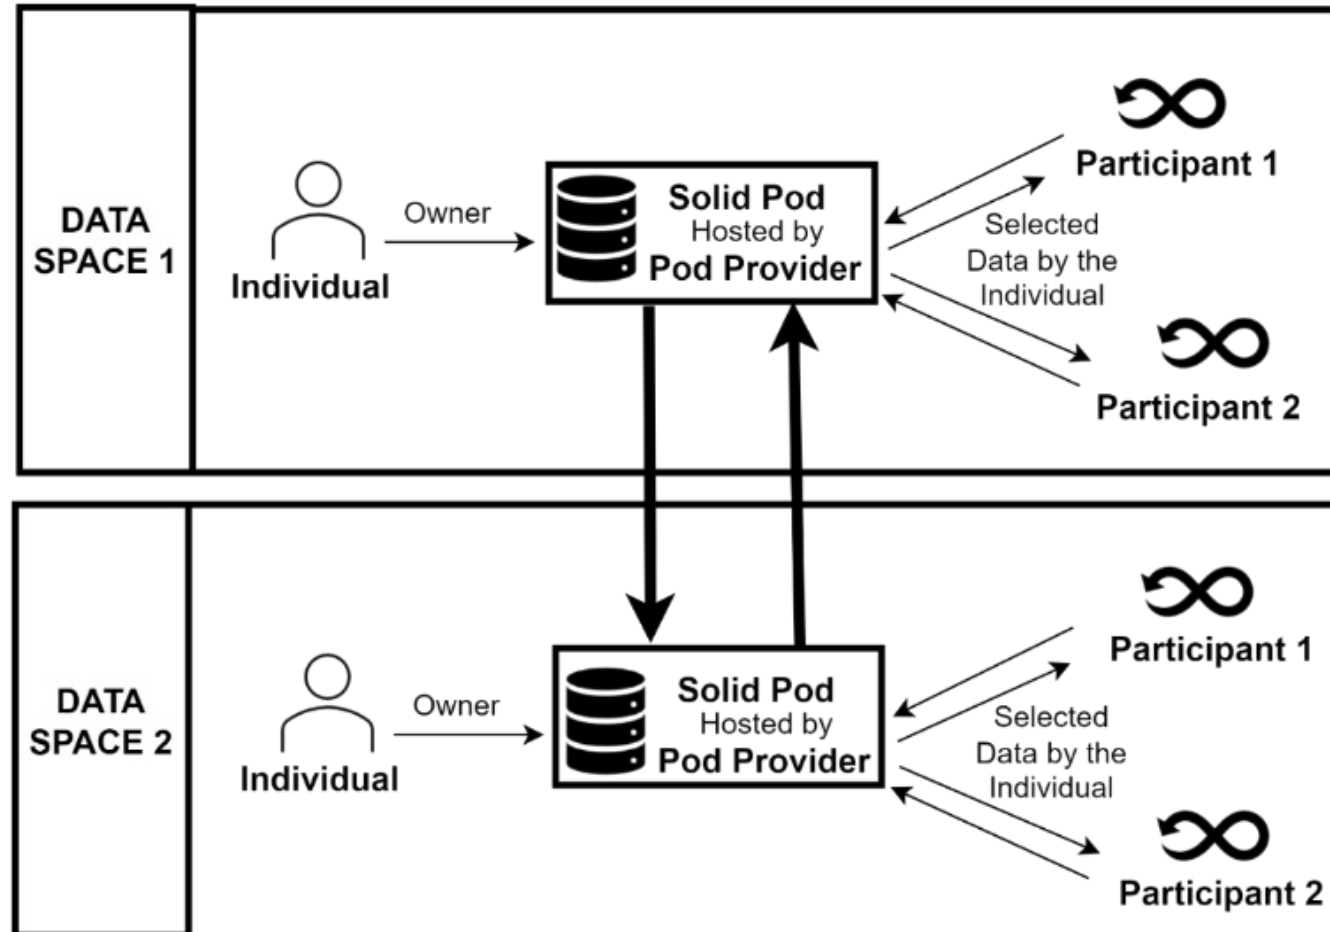 DATA
SPACE 1
Individual
Owner
Solid Pod
Hosted by
Pod Provider
Participant 1
Selected
Data by the
Individual
Participant 2
DATA
SPACE 2
Individual
Owner
Solid Pod
Hosted by
Pod Provider
Participant 1
Selected
Data by the
Individual
Participant 2